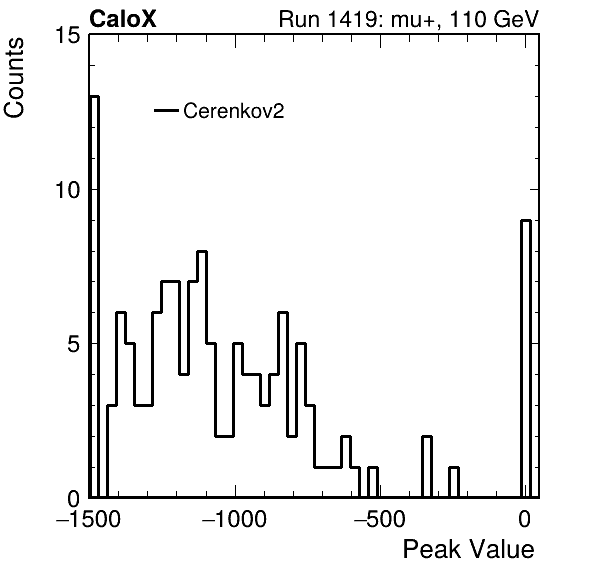 CaloX Run 1419: mu+, 110 GeV
Counts
15
Cerenkov2
10
5
0
−1500 −1000 −500 0
Peak Value